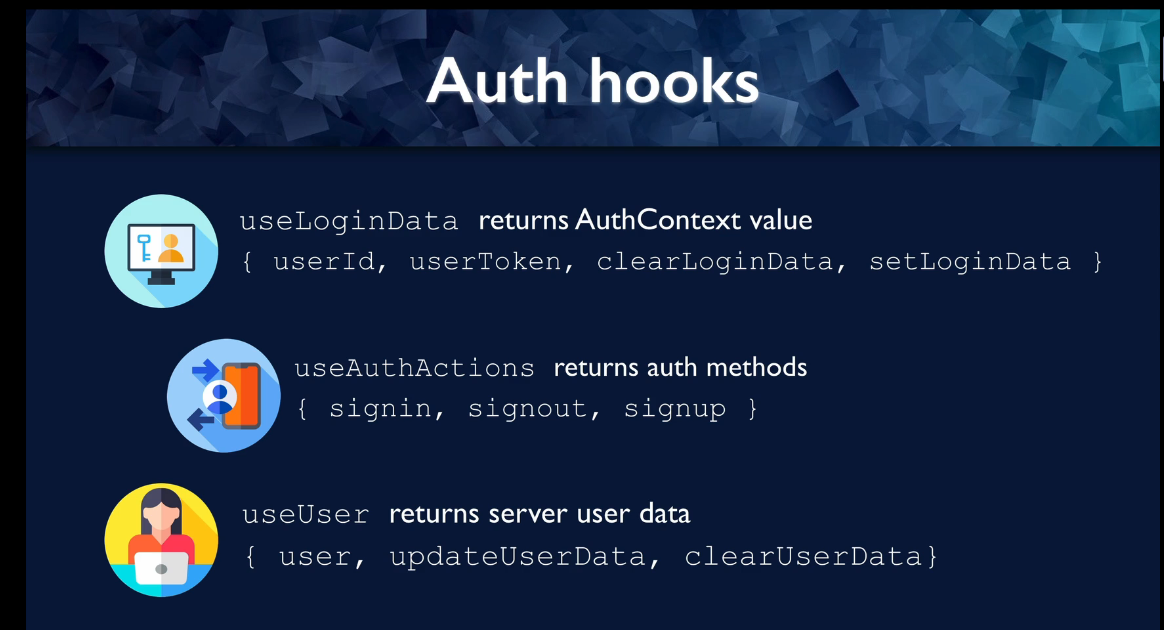 Auth hooks
useLoginData returns AuthContext value
{ userId, userToken, clearLoginData, setLoginData }
useAuthActions returns auth methods
{ signin, signout, signup }
useUser returns server user data
{ user, updateUserData, clearUserData}